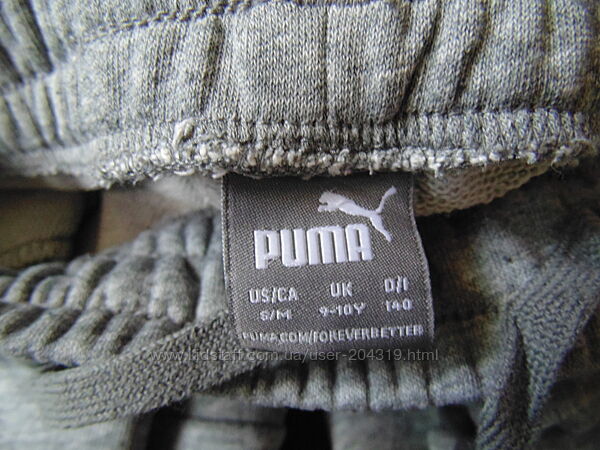 PUMA
US/CA UK D/I
S/M 9-10Y 140
PUMA.COM/FOREVERBETTER
www.kidstaff.com.ua/user-204319.html